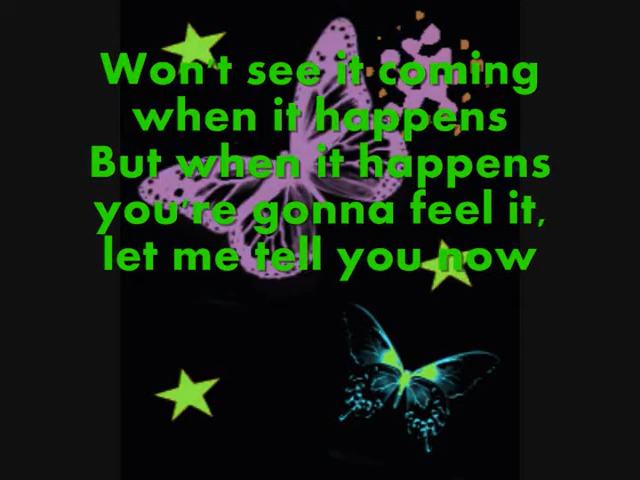 Won't see it coming
when it happens
But when it happens
you're gonna feel it,
let me tell you now